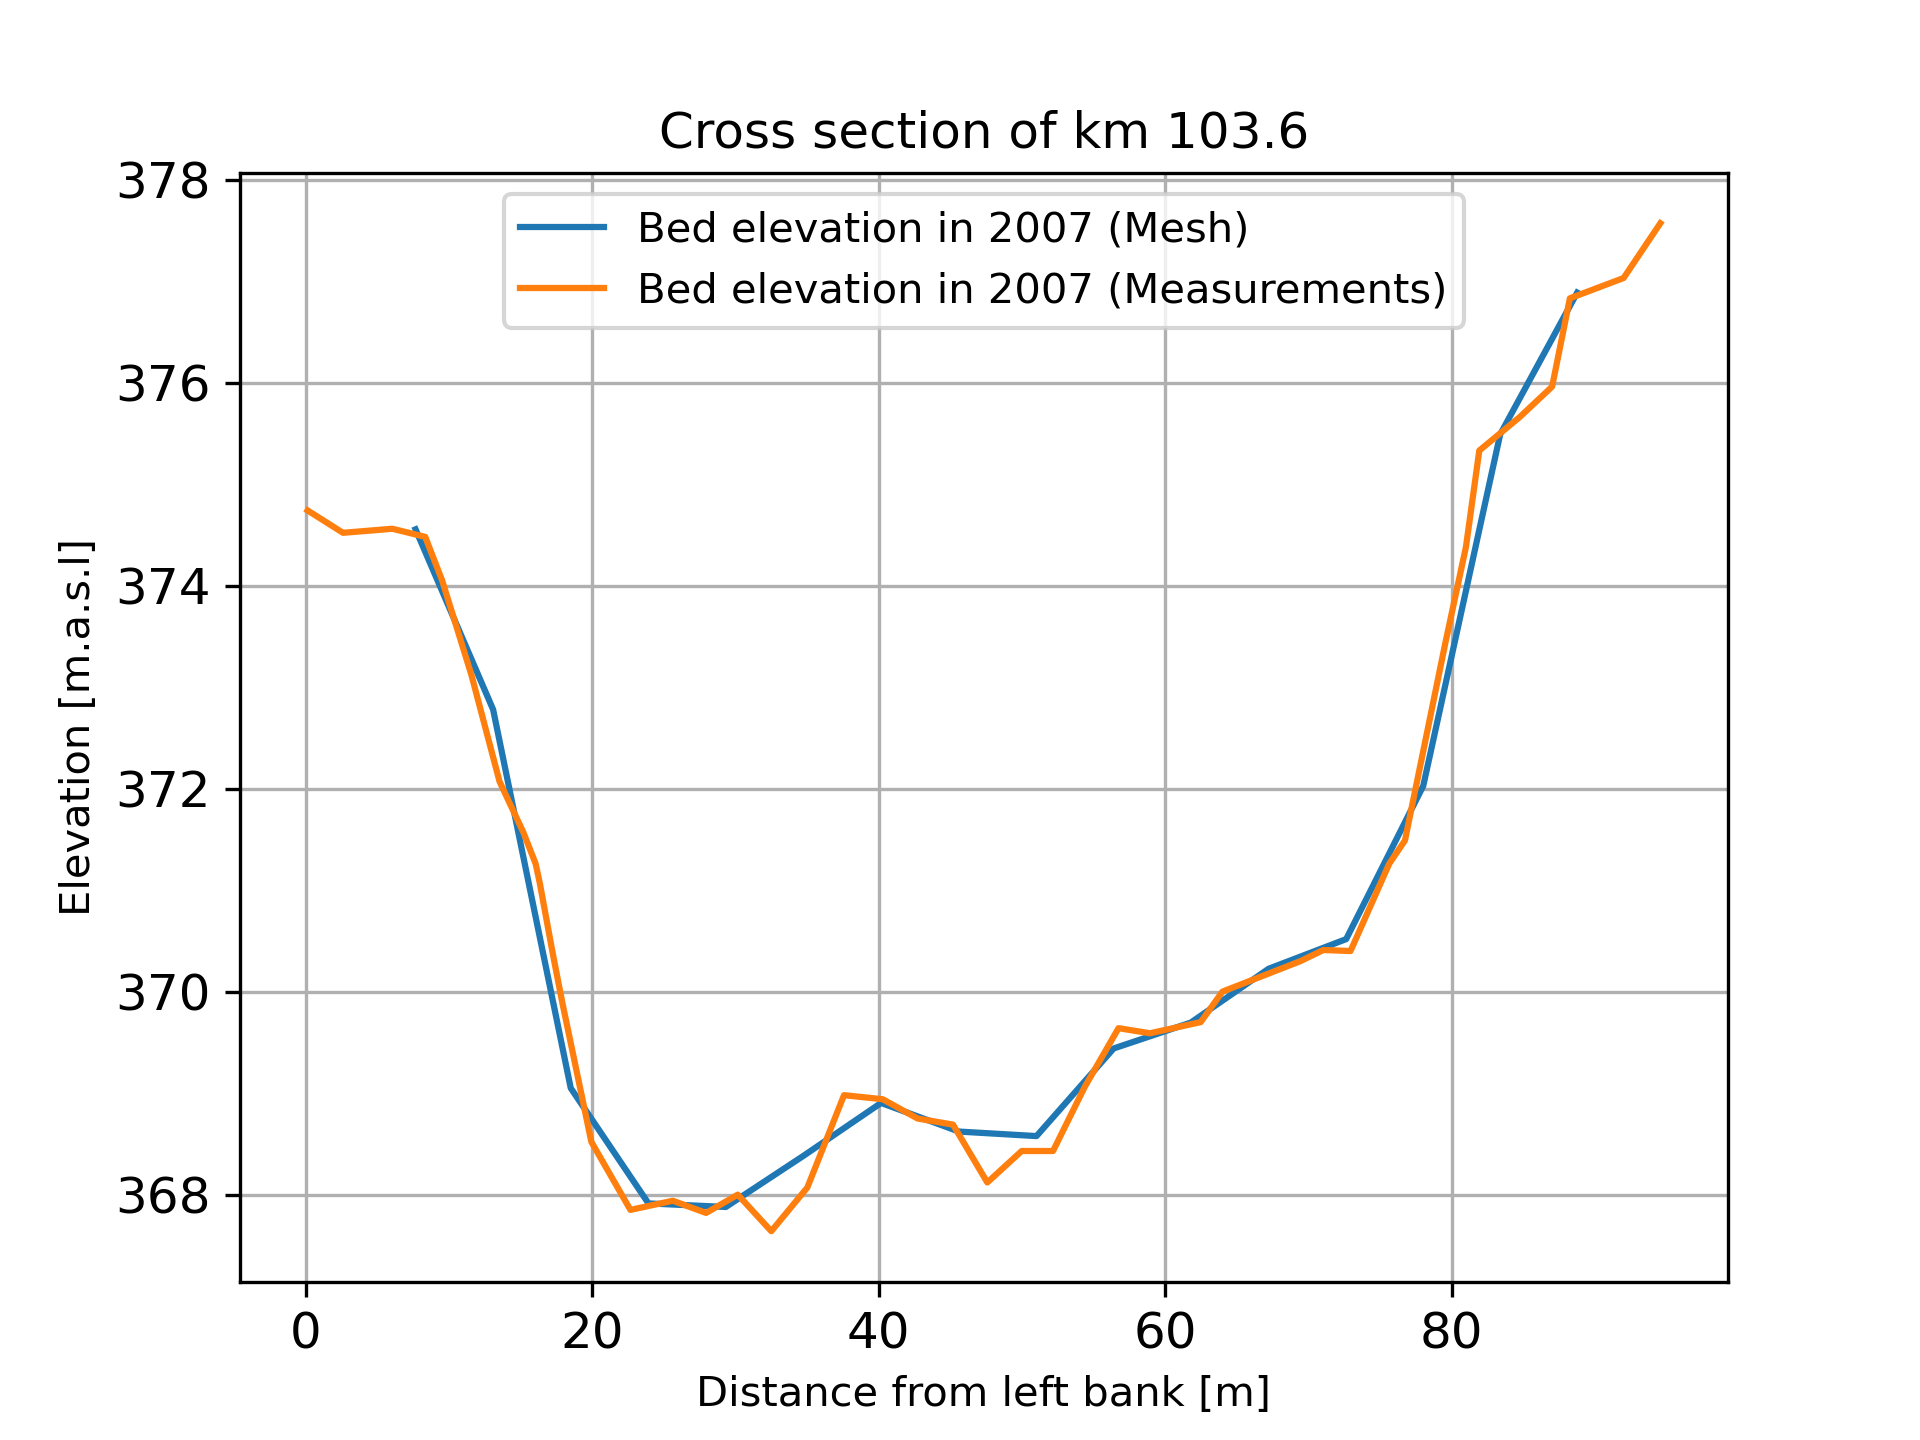 Cross section of km 103.6
378
376
374
372
370
368
Elevation [m.a.s.l]
Bed elevation in 2007 (Mesh)
Bed elevation in 2007 (Measurements)
0 20 40 60 80
Distance from left bank [m]